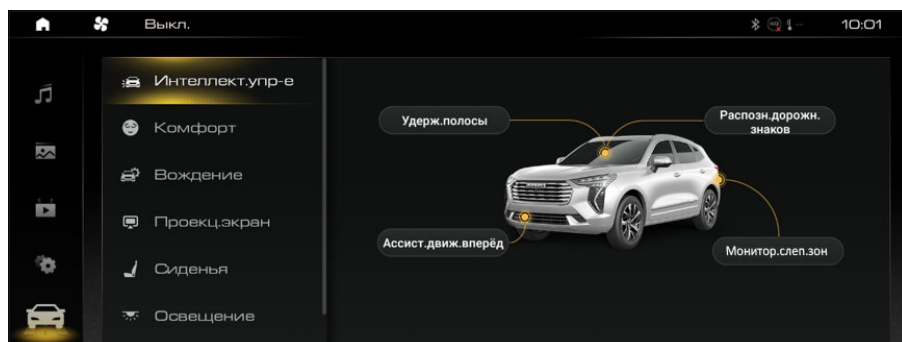 Выкл.
4G
10:01
Интеллект.упр-е
Комфорт
Вождение
Проекц.экран
Сиденья
Освещение
Удерж.полосы
Распозн.дорожн.
знаков
Ассист.движ.вперёд
Монитор.слеп.зон